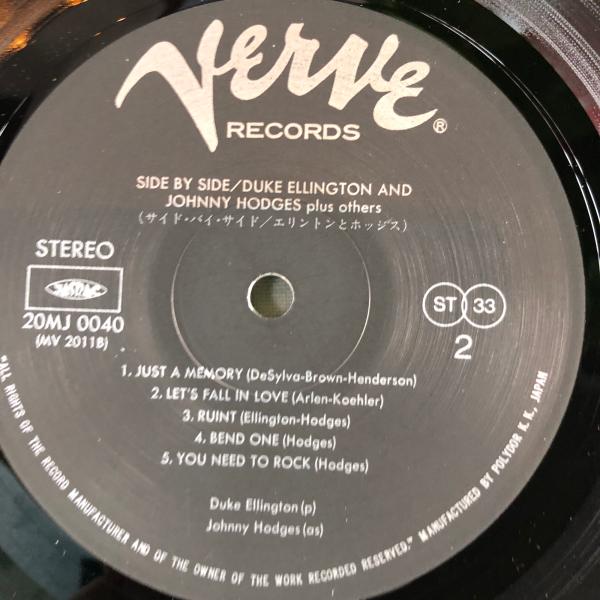 Verve®
RECORDS
SIDE BY SIDE/DUKE ELLINGTON AND
JOHNNY HODGES plus others
(サイド・バイ・サイド/エリントンとホッジス)
STEREO
JASRAC
20MJ 0040
(MV 2011B)
ST 33
2
1. JUST A MEMORY (DeSylva-Brown-Henderson)
2. LET'S FALL IN LOVE (Arlen-Koehler)
3. RUINT (Ellington-Hodges)
4. BEND ONE (Hodges)
5. YOU NEED TO ROCK (Hodges)
Duke Ellington (p)
Johnny Hodges (as)
"ALL RIGHTS OF THE RECORD MANUFACTURER AND OF THE OWNER OF THE WORK RECORDED RESERVED." MANUFACTURED BY POLYDOR K.K., JAPAN